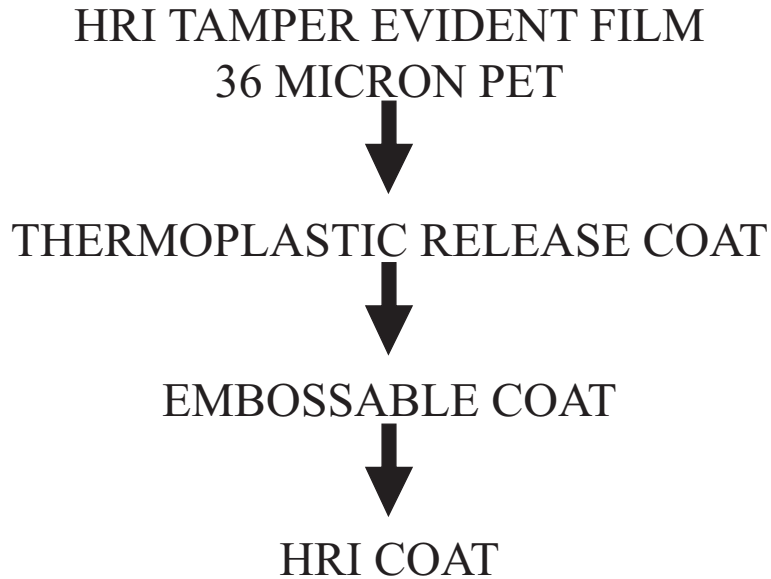 HRI TAMPER EVIDENT FILM
36 MICRON PET
THERMOPLASTIC RELEASE COAT
EMBOSSABLE COAT
HRI COAT